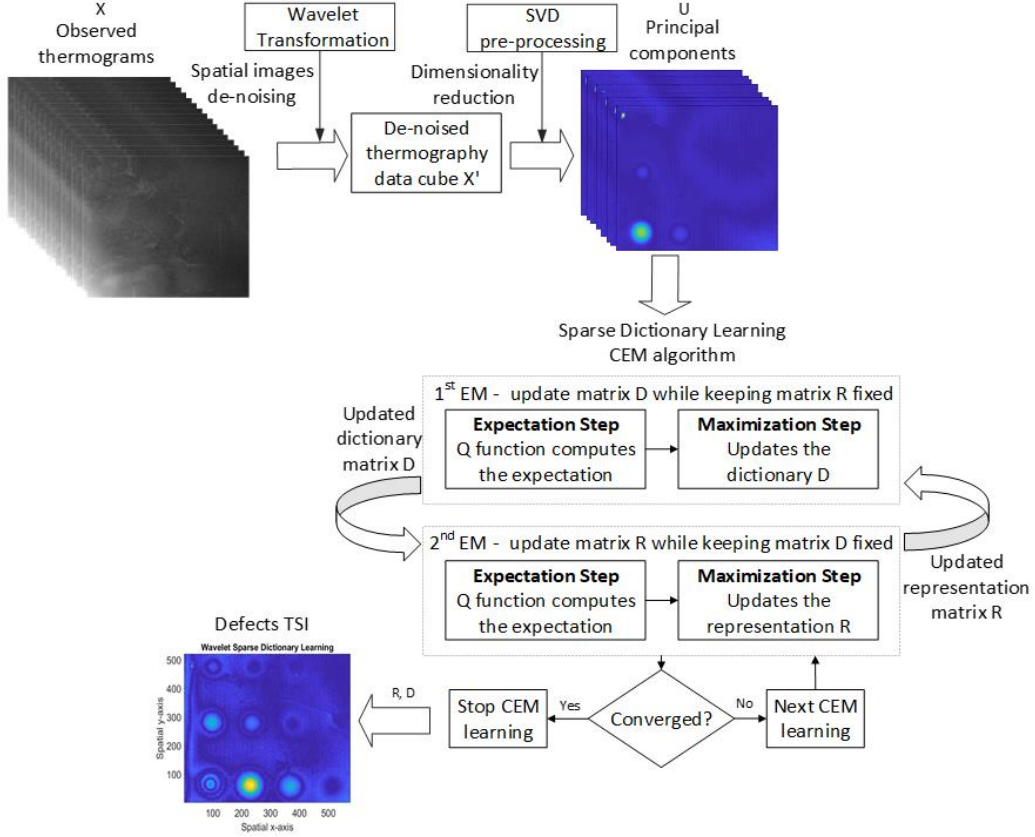 X
Observed
thermograms
Wavelet
Transformation
Spatial images
de-noising
De-noised
thermography
data cube X'
SVD
pre-processing
Dimensionality
reduction
U
Principal
components
Sparse Dictionary Learning
CEM algorithm
1st EM - update matrix D while keeping matrix R fixed
Expectation Step
Q function computes
the expectation
Maximization Step
Updates the
dictionary D
Updated
dictionary
matrix D
2nd EM - update matrix R while keeping matrix D fixed
Expectation Step
Q function computes
the expectation
Maximization Step
Updates the
representation R
Updated
representation
matrix R
Converged?
No
Next CEM
learning
Yes
Stop CEM
learning
R, D
Defects TSI
Wavelet Sparse Dictionary Learning
Spatial y-axis
500
400
300
200
100
100 200 300 400 500
Spatial x-axis